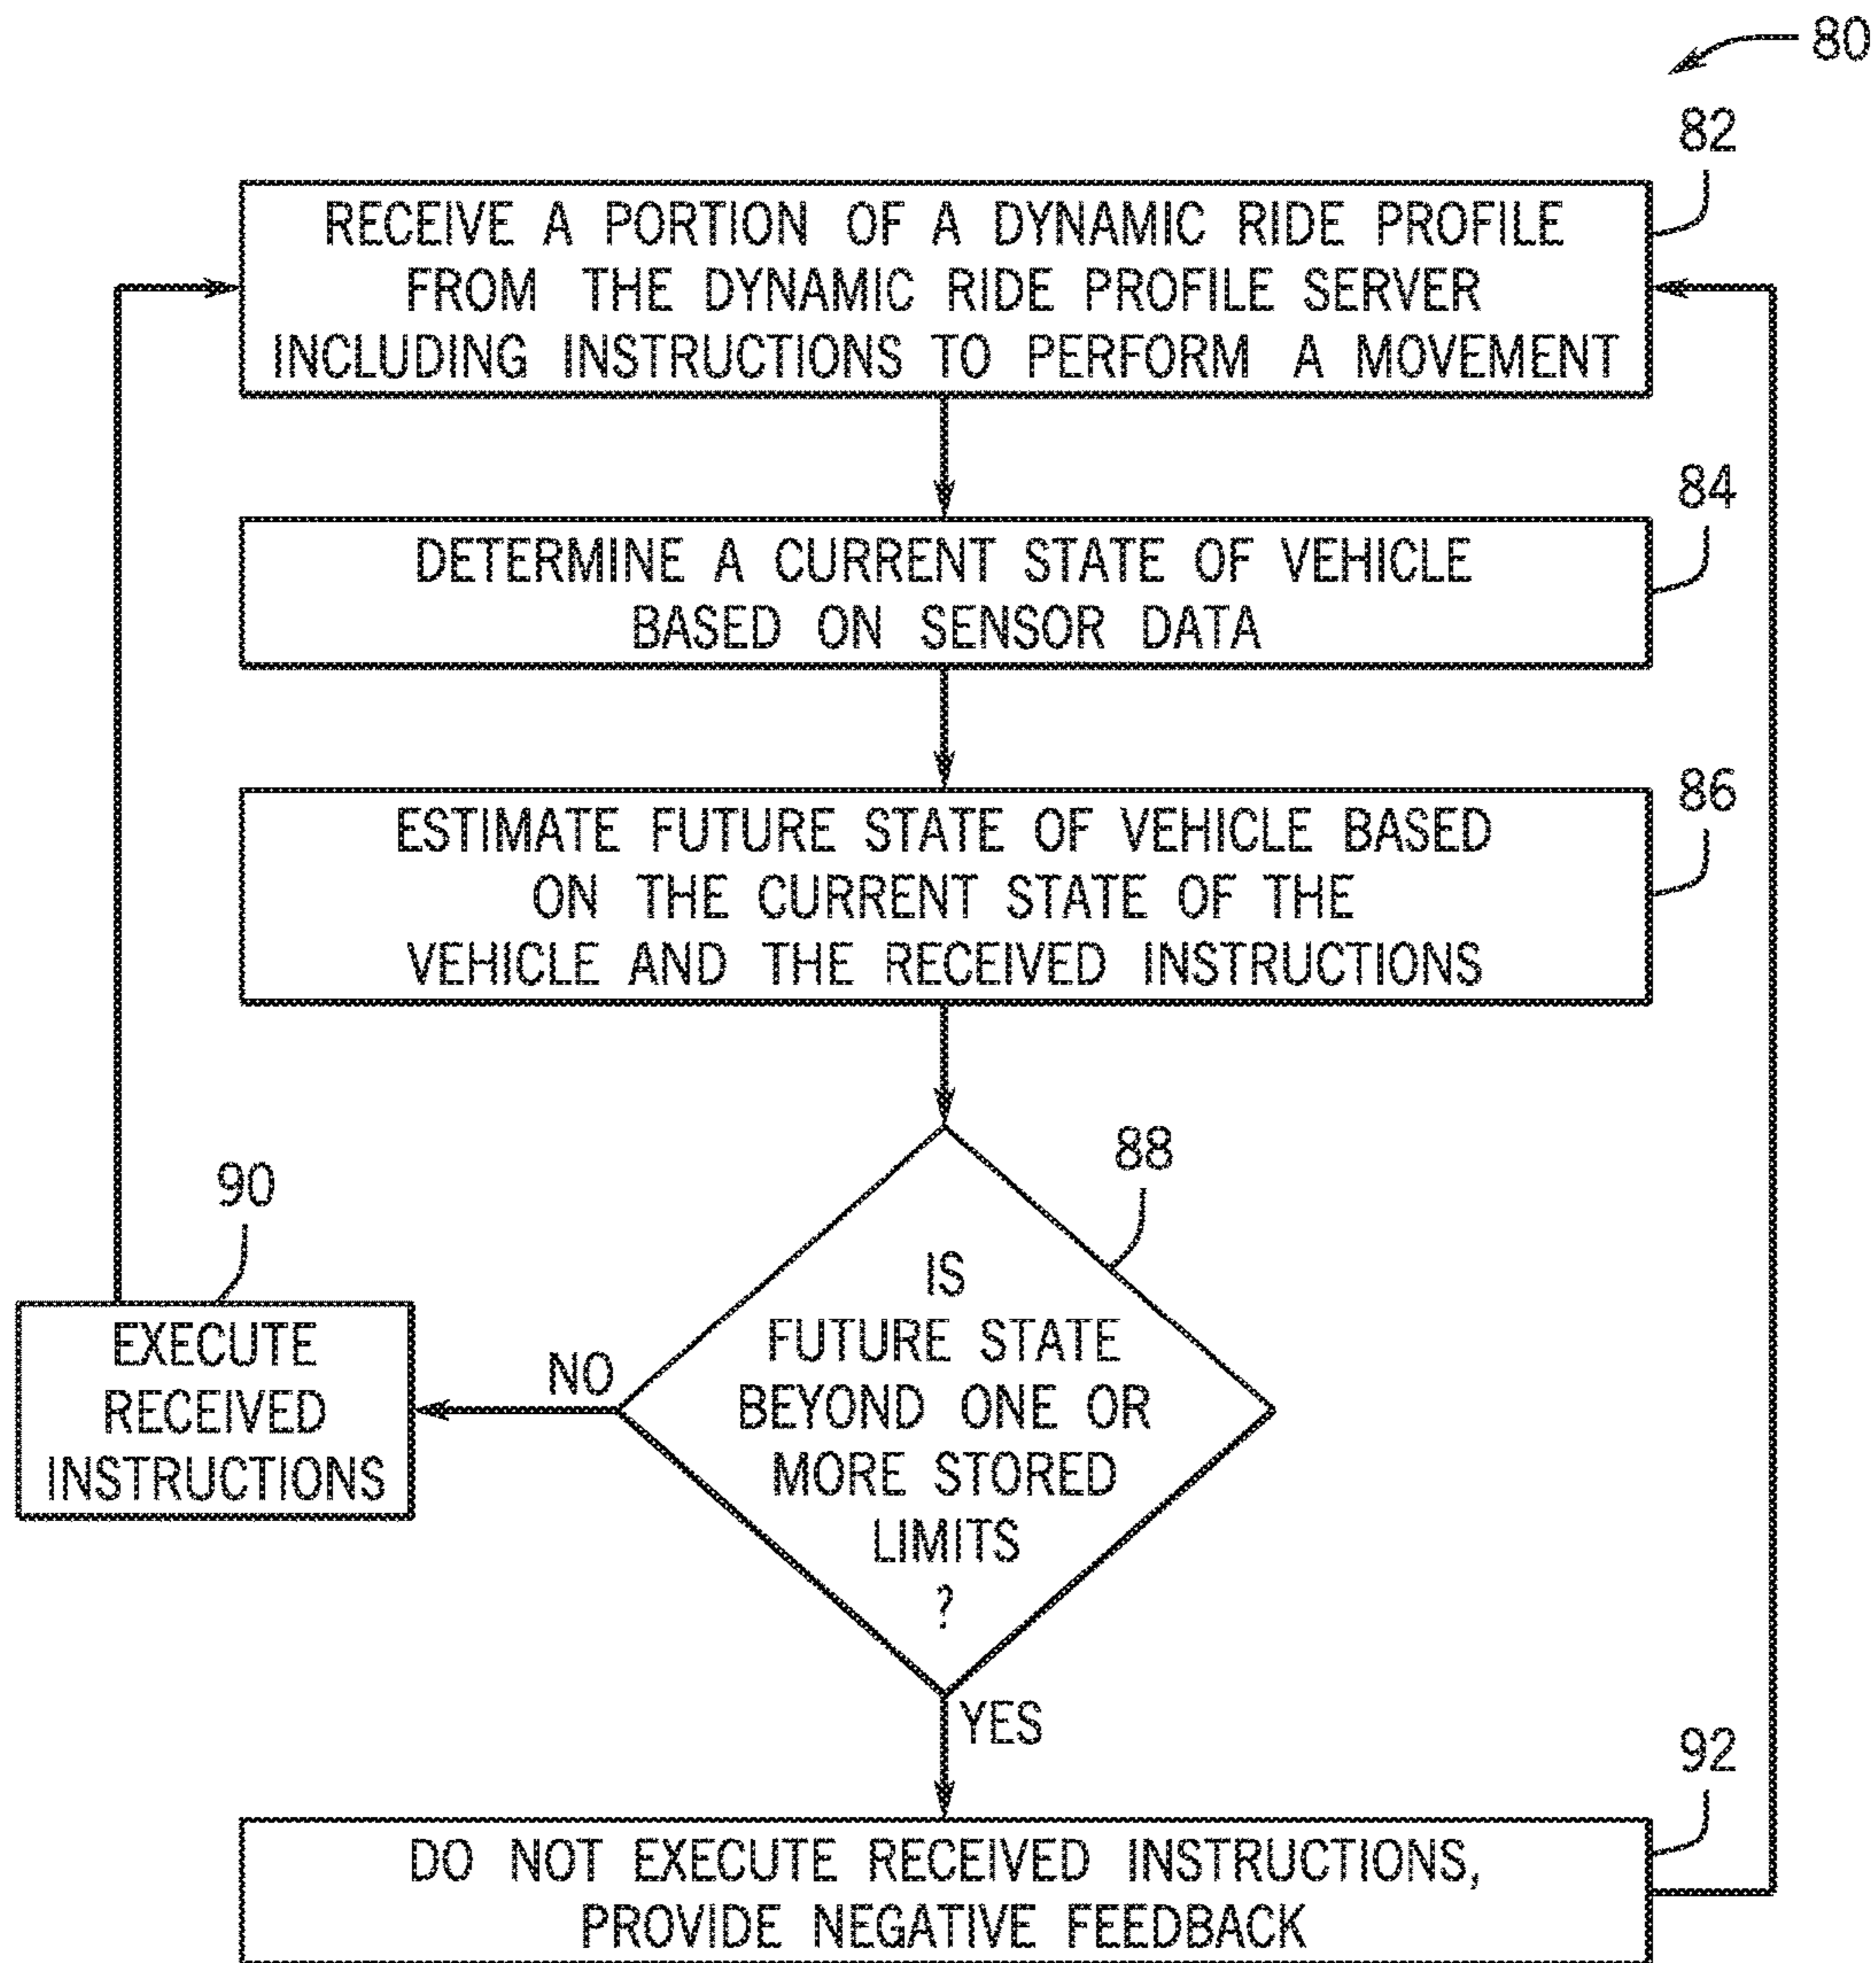 80
82
RECEIVE A PORTION OF A DYNAMIC RIDE PROFILE
FROM THE DYNAMIC RIDE PROFILE SERVER
INCLUDING INSTRUCTIONS TO PERFORM A MOVEMENT
84
DETERMINE A CURRENT STATE OF VEHICLE
BASED ON SENSOR DATA
86
ESTIMATE FUTURE STATE OF VEHICLE BASED
ON THE CURRENT STATE OF THE
VEHICLE AND THE RECEIVED INSTRUCTIONS
88
IS
FUTURE STATE
BEYOND ONE OR
MORE STORED
LIMITS
?
NO
90
EXECUTE
RECEIVED
INSTRUCTIONS
YES
92
DO NOT EXECUTE RECEIVED INSTRUCTIONS,
PROVIDE NEGATIVE FEEDBACK